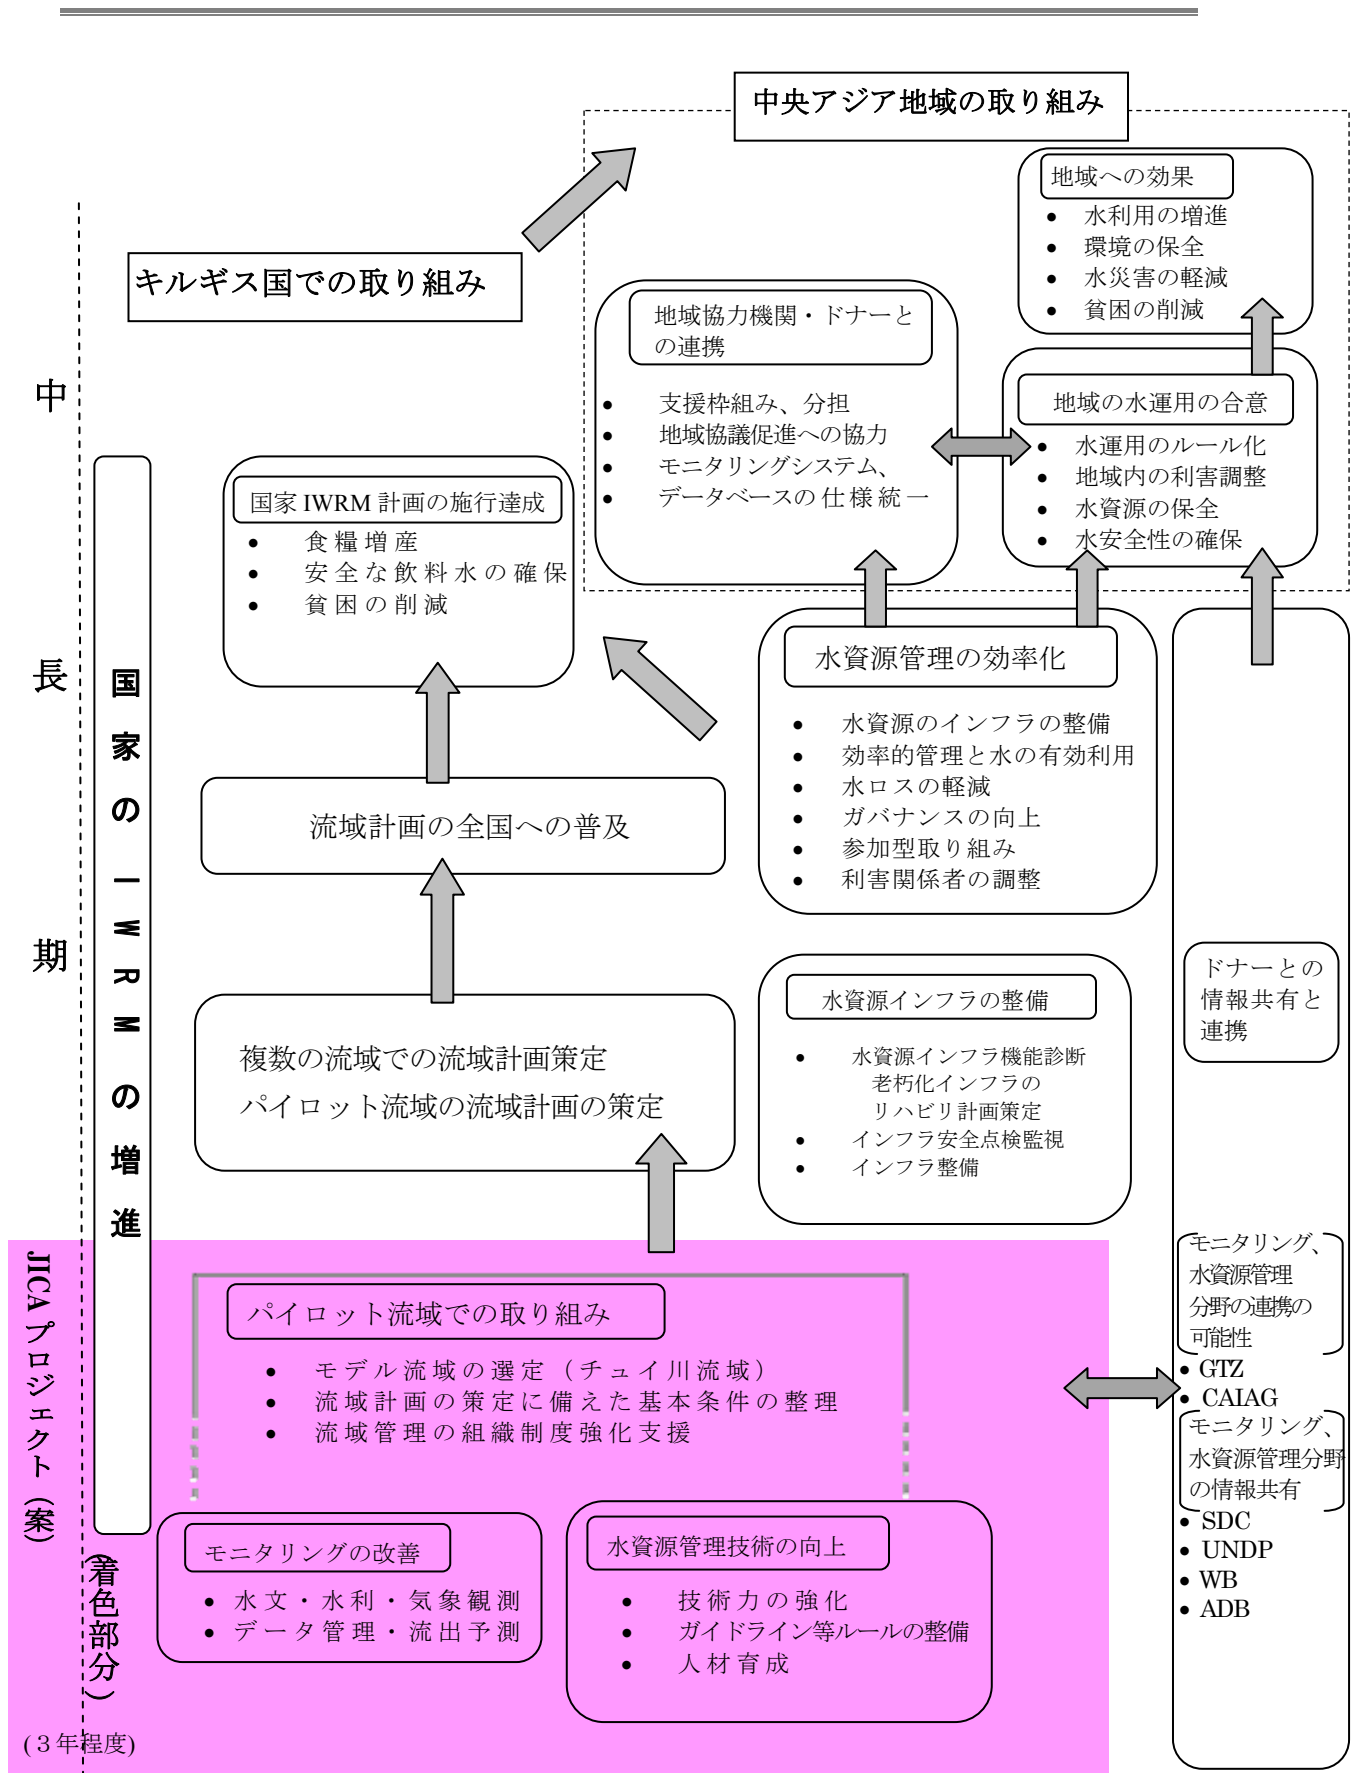 中央アジア地域の取り組み
地域への効果
● 水利用の増進
● 環境の保全
● 水災害の軽減
● 貧困の削減
キルギス国での取り組み
地域協力機関・ドナーと
の連携
● 支援枠組み、分担
● 地域協議促進への協力
● モニタリングシステム、
● データベースの仕様統一
地域の水運用の合意
● 水運用のルール化
● 地域内の利害調整
● 水資源の保全
● 水安全性の確保
中長期
国家の IWRM の増進
国家 IWRM 計画の施行達成
● 食糧増産
● 安全な飲料水の確保
● 貧困の削減
水資源管理の効率化
● 水資源のインフラの整備
● 効率的管理と水の有効利用
● 水ロスの軽減
● ガバナンスの向上
● 参加型取り組み
● 利害関係者の調整
流域計画の全国への普及
複数の流域での流域計画策定
パイロット流域の流域計画の策定
水資源インフラの整備
● 水資源インフラ機能診断
老朽化インフラの
リハビリ計画策定
● インフラ安全点検監視
● インフラ整備
ドナーとの
情報共有と
連携
モニタリング、
水資源管理
分野の連携の
可能性
● GTZ
● CAIAG
モニタリング、
水資源管理分野
の情報共有
● SDC
● UNDP
● WB
● ADB
JICA プロジェクト（案）
（着色部分）
(３年程度)
パイロット流域での取り組み
● モデル流域の選定（チュイ川流域）
● 流域計画の策定に備えた基本条件の整理
● 流域管理の組織制度強化支援
モニタリングの改善
● 水文・水利・気象観測
● データ管理・流出予測
水資源管理技術の向上
● 技術力の強化
● ガイドライン等ルールの整備
● 人材育成